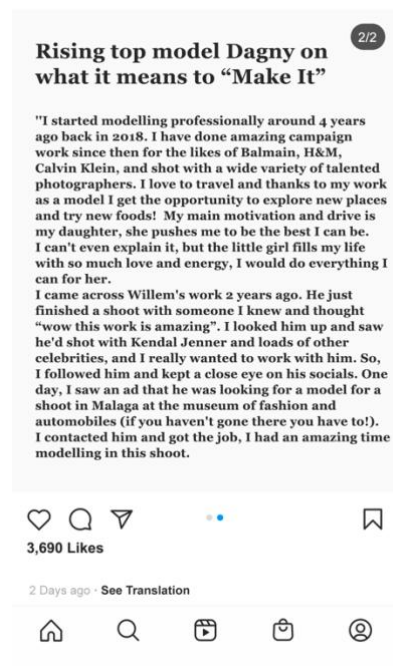 2/2
Rising top model Dagny on
what it means to “Make It”
"I started modelling professionally around 4 years
ago back in 2018. I have done amazing campaign
work since then for the likes of Balmain, H&M,
Calvin Klein, and shot with a wide variety of talented
photographers. I love to travel and thanks to my work
as a model I get the opportunity to explore new places
and try new foods! My main motivation and drive is
my daughter, she pushes me to be the best I can be.
I can't even explain it, but the little girl fills my life
with so much love and energy, I would do everything I
can for her.
I came across Willem's work 2 years ago. He just
finished a shoot with someone I knew and thought
“wow this work is amazing”. I looked him up and saw
he'd shot with Kendal Jenner and loads of other
celebrities, and I really wanted to work with him. So,
I followed him and kept a close eye on his socials. One
day, I saw an ad that he was looking for a model for a
shoot in Malaga at the museum of fashion and
automobiles (if you haven't gone there you have to!).
I contacted him and got the job, I had an amazing time
modelling in this shoot.
3,690 Likes
2 Days ago · See Translation